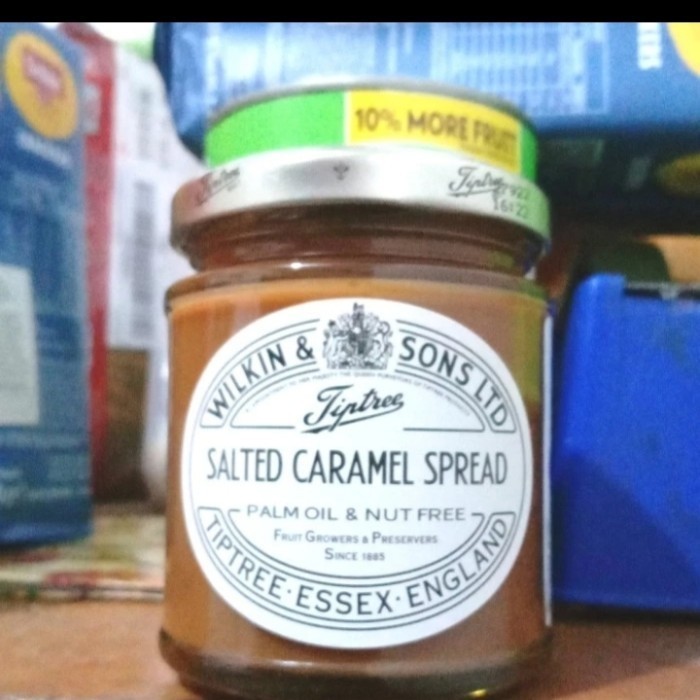 10% MORE FRUIT
Tiptree
WILKIN & SONS LTD
Tiptree
SALTED CARAMEL SPREAD
PALM OIL & NUT FREE
FRUIT GROWERS & PRESERVERS
SINCE 1885
TIPTREE · ESSEX · ENGLAND